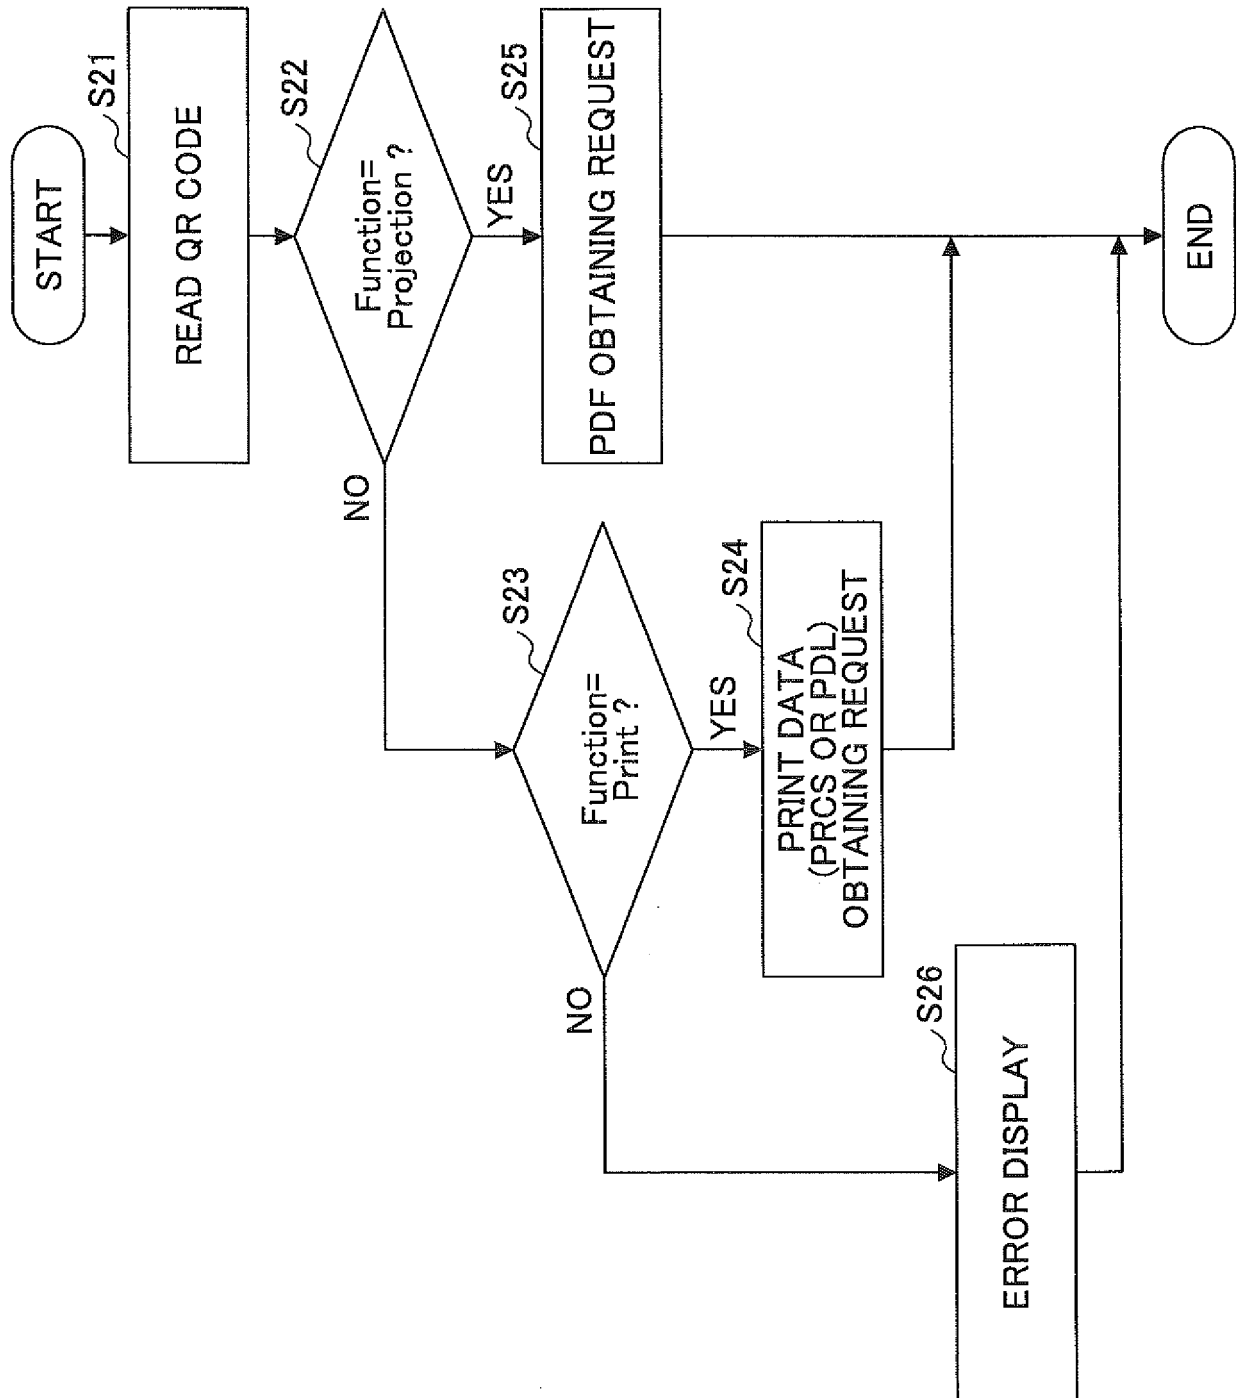 START
S21
READ QR CODE
S22
Function=
Projection ?
NO
YES
S23
Function=
Print ?
NO
YES
S24
PRINT DATA
(PRCS OR PDL)
OBTAINING REQUEST
S25
PDF OBTAINING REQUEST
S26
ERROR DISPLAY
END